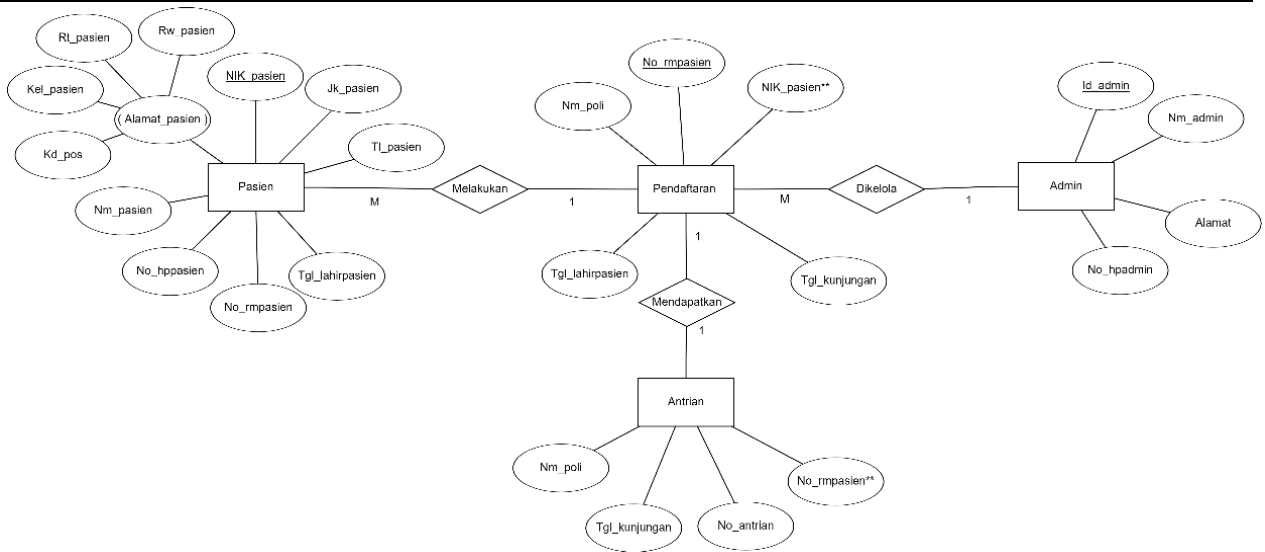 Rt_pasien
Rw_pasien
Kel_pasien
NIK_pasien
Jk_pasien
( Alamat_pasien )
Kd_pos
Tl_pasien
Pasien
Nm_pasien
No_hppasien
No_rmpasien
Tgl_lahirpasien
M
Melakukan
1
No_rmpasien
NIK_pasien**
Nm_poli
Pendaftaran
Tgl_lahirpasien
Tgl_kunjungan
M
Dikelola
1
Id_admin
Nm_admin
Admin
Alamat
No_hpadmin
1
Mendapatkan
1
Antrian
Nm_poli
Tgl_kunjungan
No_antrian
No_rmpasien**